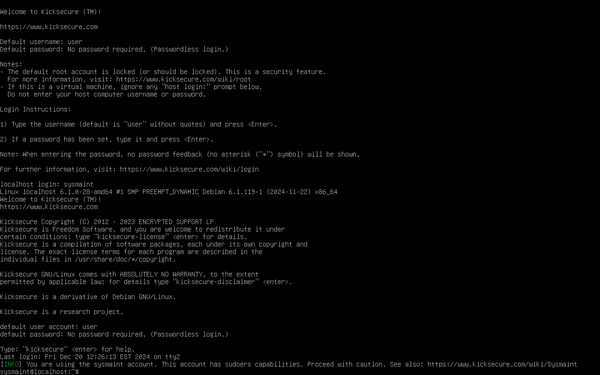 Welcome to Kicksecure (TM)!
https://www.kicksecure.com
Default username: user
Default password: No password required. (Passwordless login.)
Notes:
- The default root account is locked (or should be locked). This is a security feature.
For more information, visit: https://www.kicksecure.com/wiki/root
- If this is a virtual machine, ignore any "host login:" prompt below.
Do not enter your host computer username or password.
Login Instructions:
1) Type the username (default is "user" without quotes) and press <Enter>.
2) If a password has been set, type it and press <Enter>.
Note: When entering the password, no password feedback (no asterisk ("*") symbol) will be shown.
For further information, visit: https://www.kicksecure.com/wiki/login
localhost login: sysmaint
Linux localhost 6.1.0-28-amd64 #1 SMP PREEMPT_DYNAMIC Debian 6.1.119-1 (2024-11-22) x86_64
Welcome to Kicksecure (TM)!
https://www.kicksecure.com
Kicksecure Copyright (C) 2012 - 2023 ENCRYPTED SUPPORT LP
Kicksecure is Freedom Software, and you are welcome to redistribute it under
certain conditions; type "kicksecure-license" <enter> for details.
Kicksecure is a compilation of software packages, each under its own copyright and
license. The exact license terms for each program are described in the
individual files in /usr/share/doc/*/copyright.
Kicksecure GNU/Linux comes with ABSOLUTELY NO WARRANTY, to the extent
permitted by applicable law; for details type "kicksecure-disclaimer" <enter>.
Kicksecure is a derivative of Debian GNU/Linux.
Kicksecure is a research project.
default user account: user
default password: No password required. (Passwordless login.)
Type: "kicksecure" <enter> for help.
Last login: Fri Dec 20 12:26:13 EST 2024 on tty2
[INFO] You are using the sysmaint account. This account has sudoers capabilities. Proceed with caution. See also: https://www.kicksecure.com/wiki/Sysmaint
sysmaint@localhost:~$